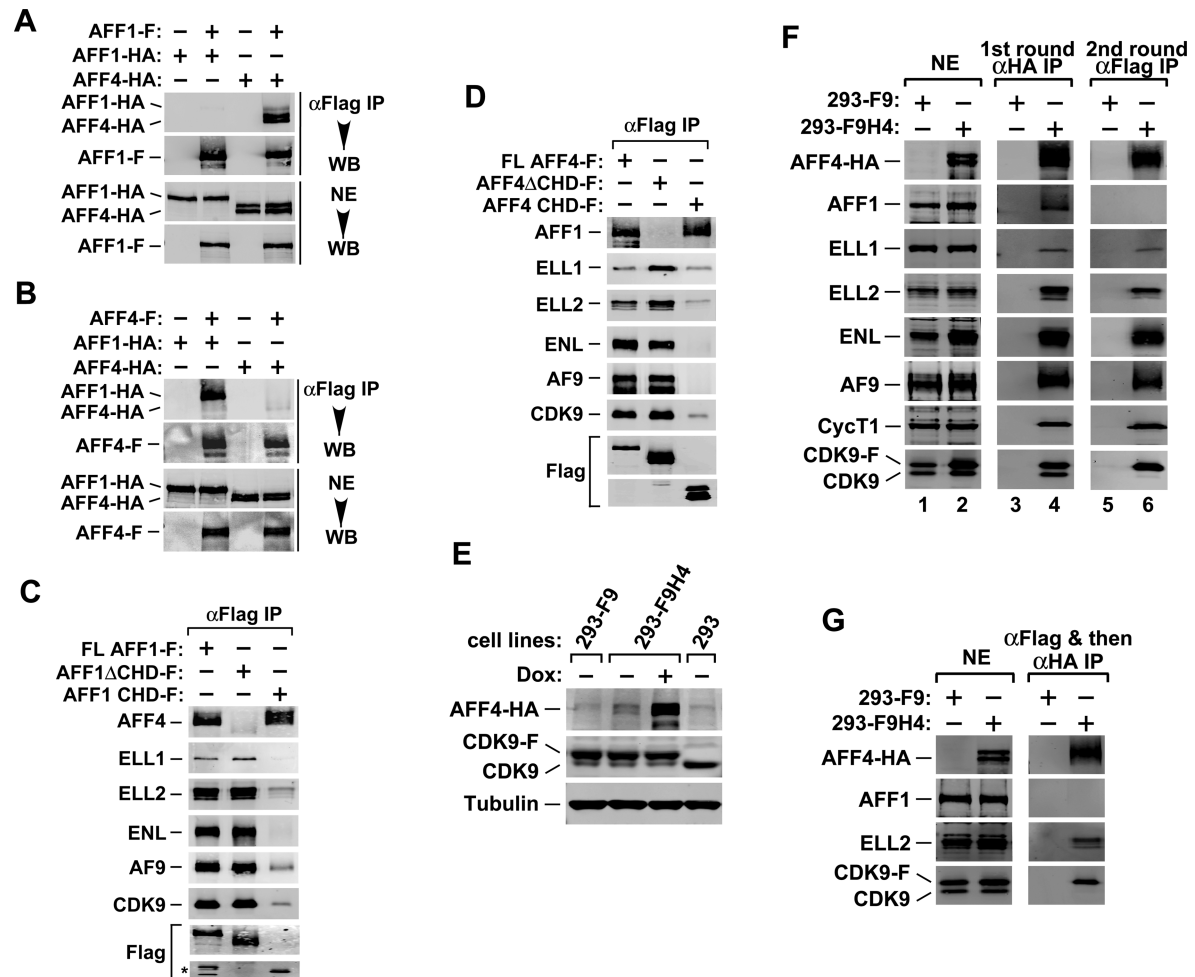 A
AFF1-F: – + – +
AFF1-HA: + + – –
AFF4-HA: – – + +
AFF1-HA
AFF4-HA
AFF1-F
αFlag IP
WB
AFF1-HA
AFF4-HA
AFF1-F
NE
WB
B
AFF4-F: – + – +
AFF1-HA: + + – –
AFF4-HA: – – + +
AFF1-HA
AFF4-HA
AFF4-F
αFlag IP
WB
AFF1-HA
AFF4-HA
AFF4-F
NE
WB
C
αFlag IP
FL AFF1-F: + – –
AFF1ΔCHD-F: – + –
AFF1 CHD-F: – – +
AFF4
ELL1
ELL2
ENL
AF9
CDK9
Flag
*
D
αFlag IP
FL AFF4-F: + – –
AFF4ΔCHD-F: – + –
AFF4 CHD-F: – – +
AFF1
ELL1
ELL2
ENL
AF9
CDK9
Flag
E
cell lines: 293-F9 293-F9H4 293
Dox: – – + –
AFF4-HA
CDK9-F
CDK9
Tubulin
F
NE
1st round αHA IP
2nd round αFlag IP
293-F9: + – + – + –
293-F9H4: – + – + – +
AFF4-HA
AFF1
ELL1
ELL2
ENL
AF9
CycT1
CDK9-F
CDK9
1 2 3 4 5 6
G
NE
αFlag & then αHA IP
293-F9: + – + –
293-F9H4: – + – +
AFF4-HA
AFF1
ELL2
CDK9-F
CDK9